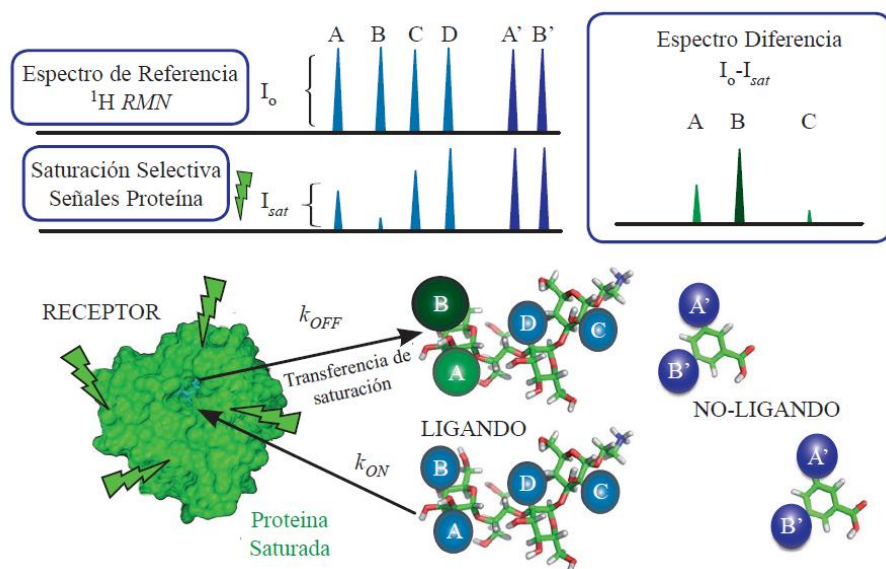 A B C D A' B'
Espectro de Referencia
¹H RMN
Iₒ
Saturación Selectiva
Señales Proteína
Isat
Espectro Diferencia
Iₒ-Isat
A B C
RECEPTOR
kOFF
Transferencia de
saturación
kON
Proteina
Saturada
B
D
C
A
LIGANDO
B
D
C
A
A'
B'
NO-LIGANDO
A'
B'